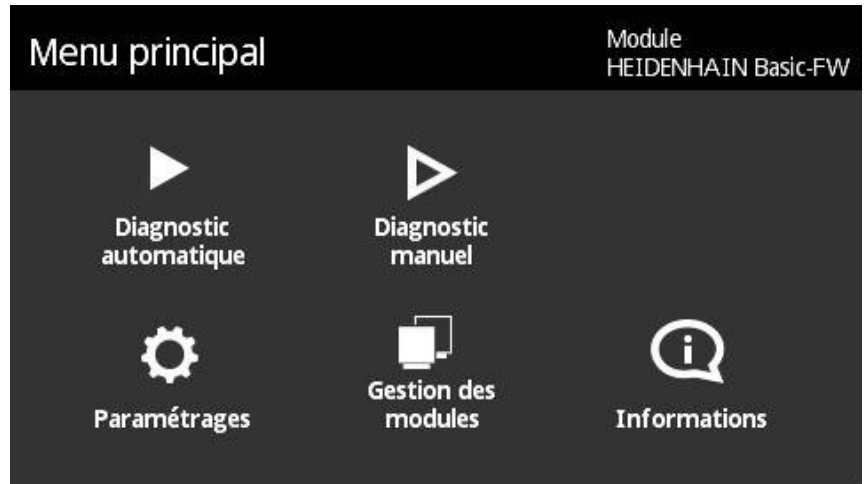 Menu principal
Module
HEIDENHAIN Basic-FW
Diagnostic
automatique
Diagnostic
manuel
Paramétrages
Gestion des
modules
Informations